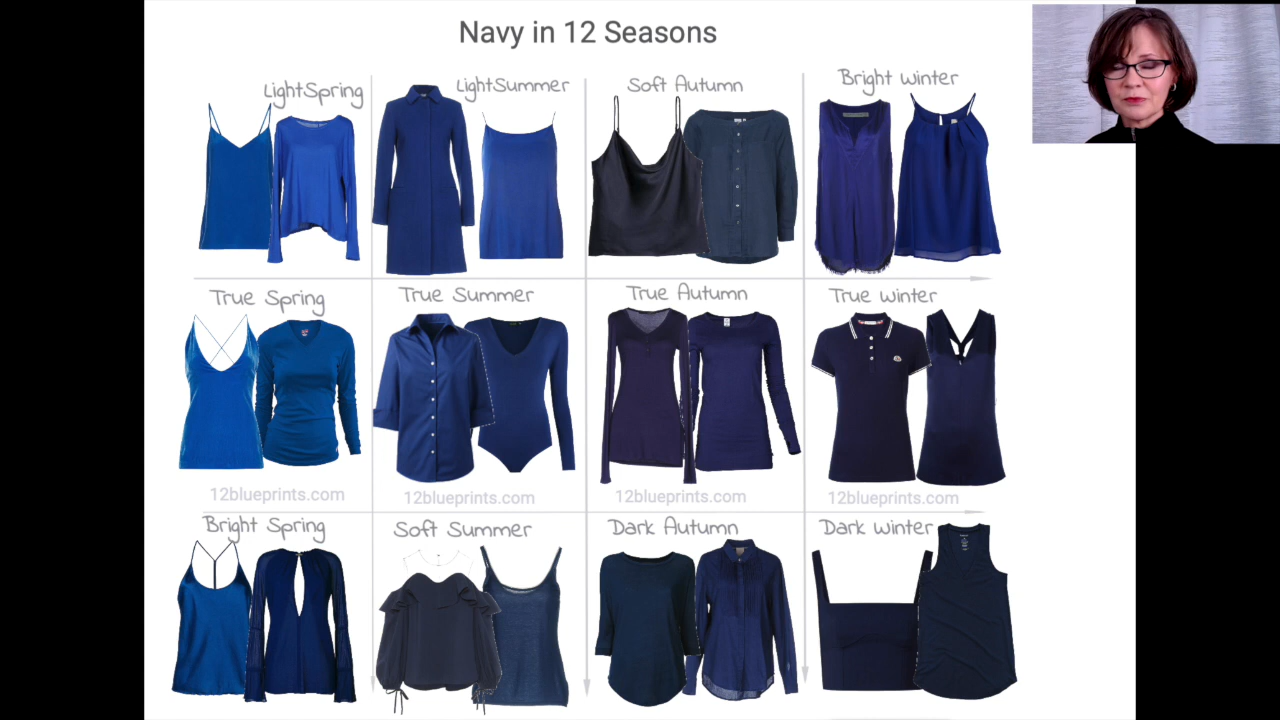 Navy in 12 Seasons
LightSpring
LightSummer
Soft Autumn
Bright Winter
True Spring
True Summer
True Autumn
True Winter
12blueprints.com
12blueprints.com
12blueprints.com
12blueprints.com
Bright Spring
Soft Summer
Dark Autumn
Dark Winter